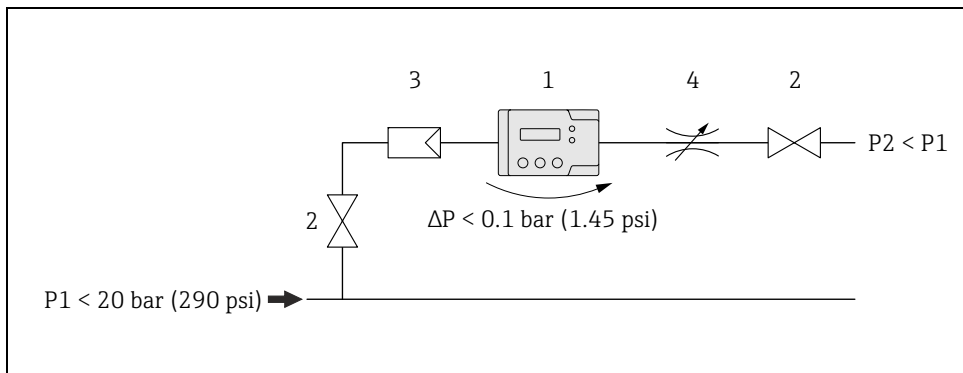 3 1 4 2
P2 < P1
2
ΔP < 0.1 bar (1.45 psi)
P1 < 20 bar (290 psi)